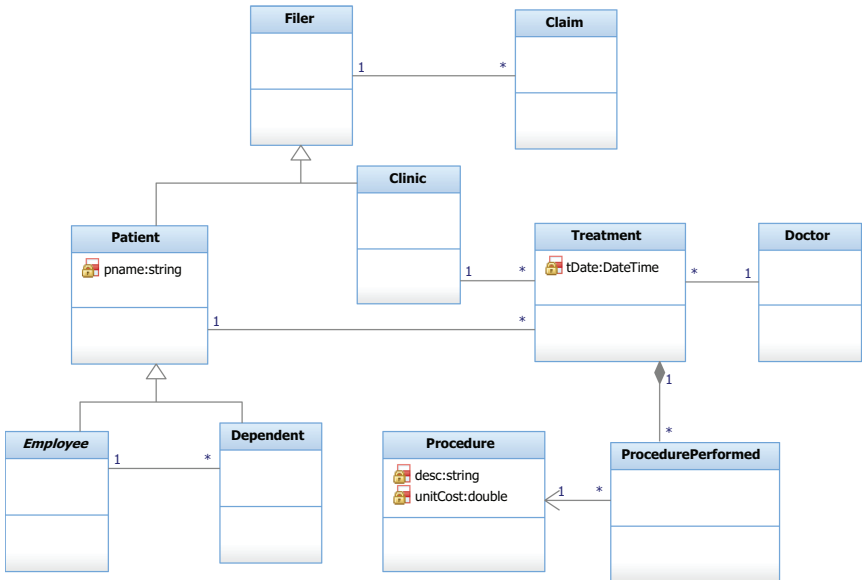 Filer
Claim
1
*
Clinic
Patient
pname:string
Treatment
tDate:DateTime
Doctor
1
*
*
1
1
*
1
*
Employee
Dependent
1
*
Procedure
desc:string
unitCost:double
ProcedurePerformed
1
*